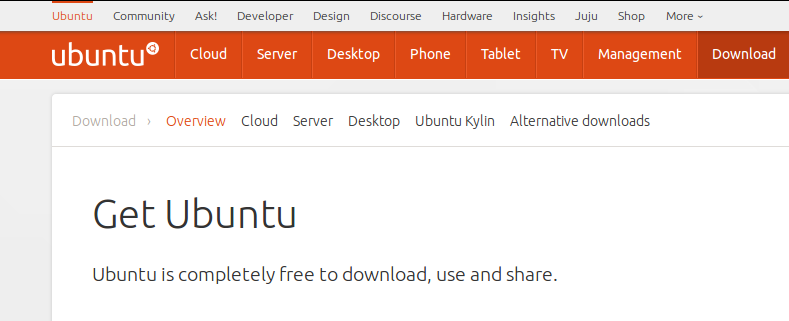 Ubuntu Community Ask! Developer Design Discourse Hardware Insights Juju Shop More
ubuntu Cloud Server Desktop Phone Tablet TV Management Download
Download › Overview Cloud Server Desktop Ubuntu Kylin Alternative downloads
Get Ubuntu
Ubuntu is completely free to download, use and share.